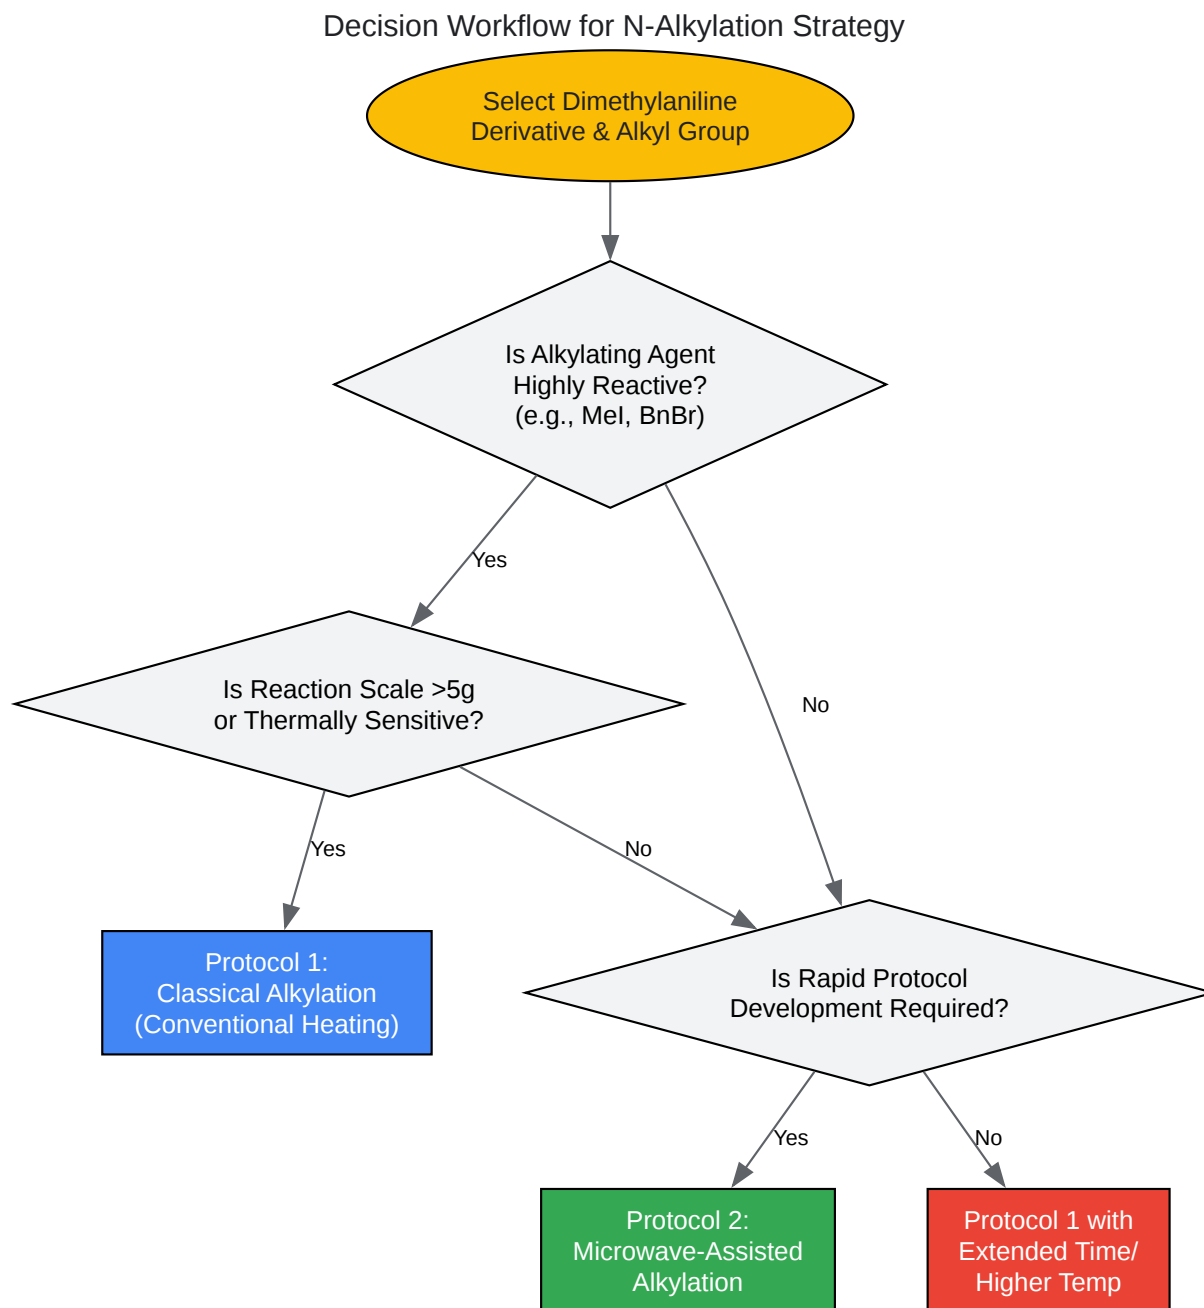 Decision Workflow for N-Alkylation Strategy
Select Dimethylaniline
Derivative & Alkyl Group
Is Alkylating Agent
Highly Reactive?
(e.g., MeI, BnBr)
Yes
No
Is Reaction Scale >5g
or Thermally Sensitive?
Yes
No
Protocol 1:
Classical Alkylation
(Conventional Heating)
Is Rapid Protocol
Development Required?
Yes
No
Protocol 2:
Microwave-Assisted
Alkylation
Protocol 1 with
Extended Time/
Higher Temp